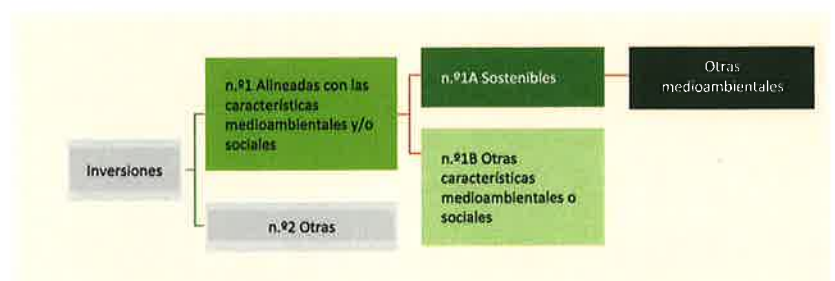 Inversiones
n.º1 Alineadas con las
características
medioambientales y/o
sociales
n.º2 Otras
n.º1A Sostenibles
n.º1B Otras
características
medioambientales o
sociales
Otras
medioambientales